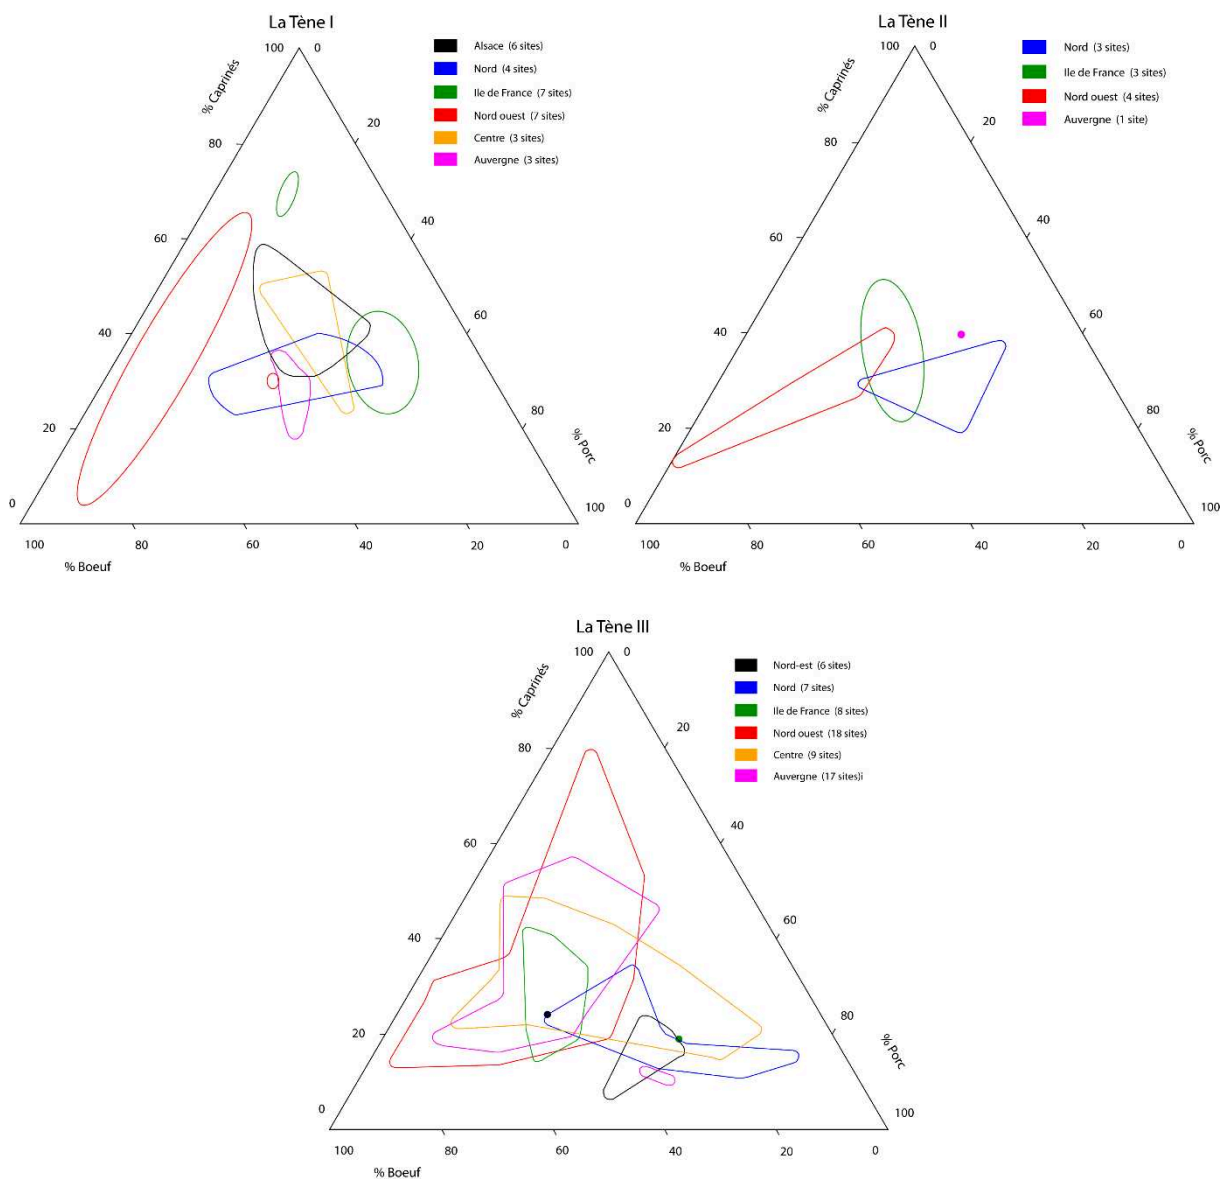 La Tène I
100
0
% Caprinés
20
80
40
60
60
40
80
20
% Porc
0
100
100
80
60
40
20
0
% Boeuf
Alsace (6 sites)
Nord (4 sites)
Ile de France (7 sites)
Nord ouest (7 sites)
Centre (3 sites)
Auvergne (3 sites)
La Tène II
100
0
% Caprinés
20
80
40
60
60
40
80
20
% Porc
0
100
100
80
60
40
20
0
% Boeuf
Nord (3 sites)
Ile de France (3 sites)
Nord ouest (4 sites)
Auvergne (1 site)
La Tène III
100
0
% Caprinés
20
80
40
60
60
40
80
20
% Porc
0
100
100
80
60
40
20
0
% Boeuf
Nord-est (6 sites)
Nord (7 sites)
Ile de France (8 sites)
Nord ouest (18 sites)
Centre (9 sites)
Auvergne (17 sites)i